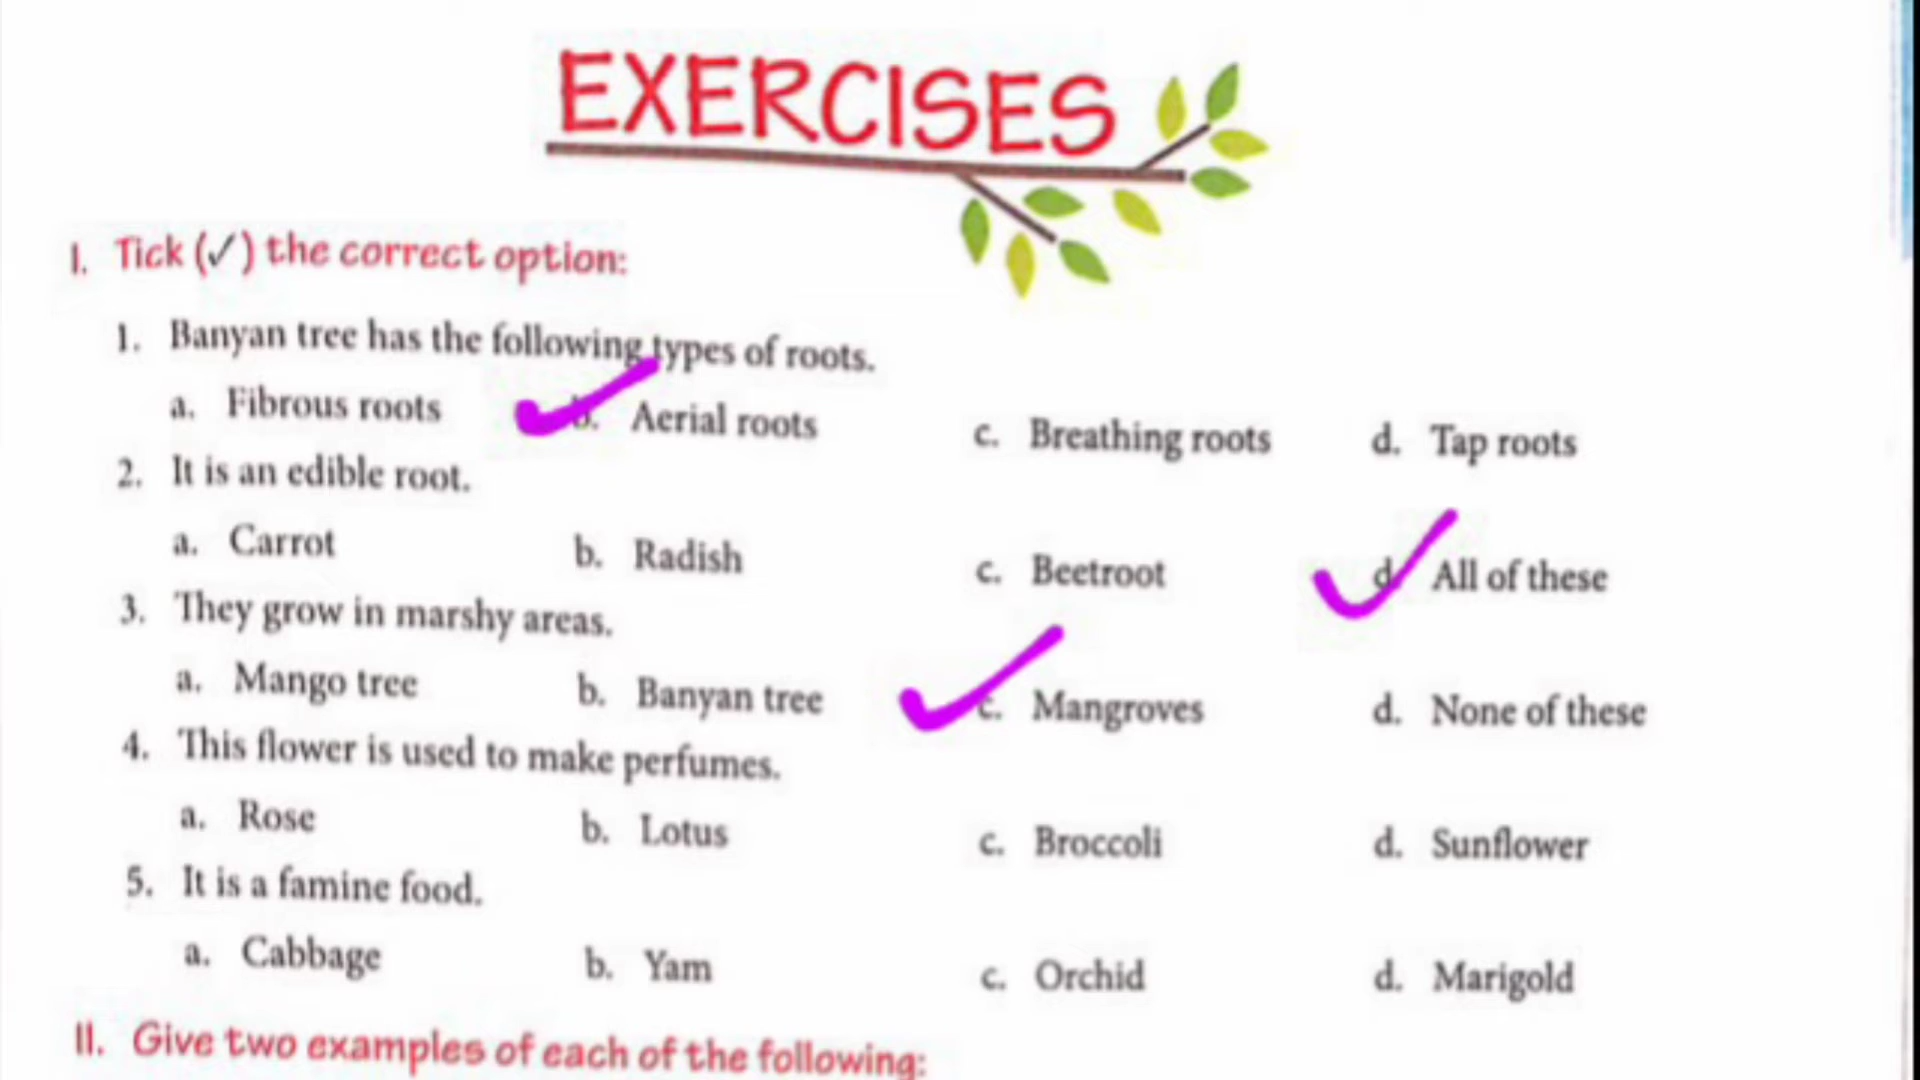 EXERCISES
I. Tick (✓) the correct option:
1. Banyan tree has the following types of roots.
a. Fibrous roots b. Aerial roots c. Breathing roots d. Tap roots
2. It is an edible root.
a. Carrot b. Radish c. Beetroot d. All of these
3. They grow in marshy areas.
a. Mango tree b. Banyan tree c. Mangroves d. None of these
4. This flower is used to make perfumes.
a. Rose b. Lotus c. Broccoli d. Sunflower
5. It is a famine food.
a. Cabbage b. Yam c. Orchid d. Marigold
II. Give two examples of each of the following: